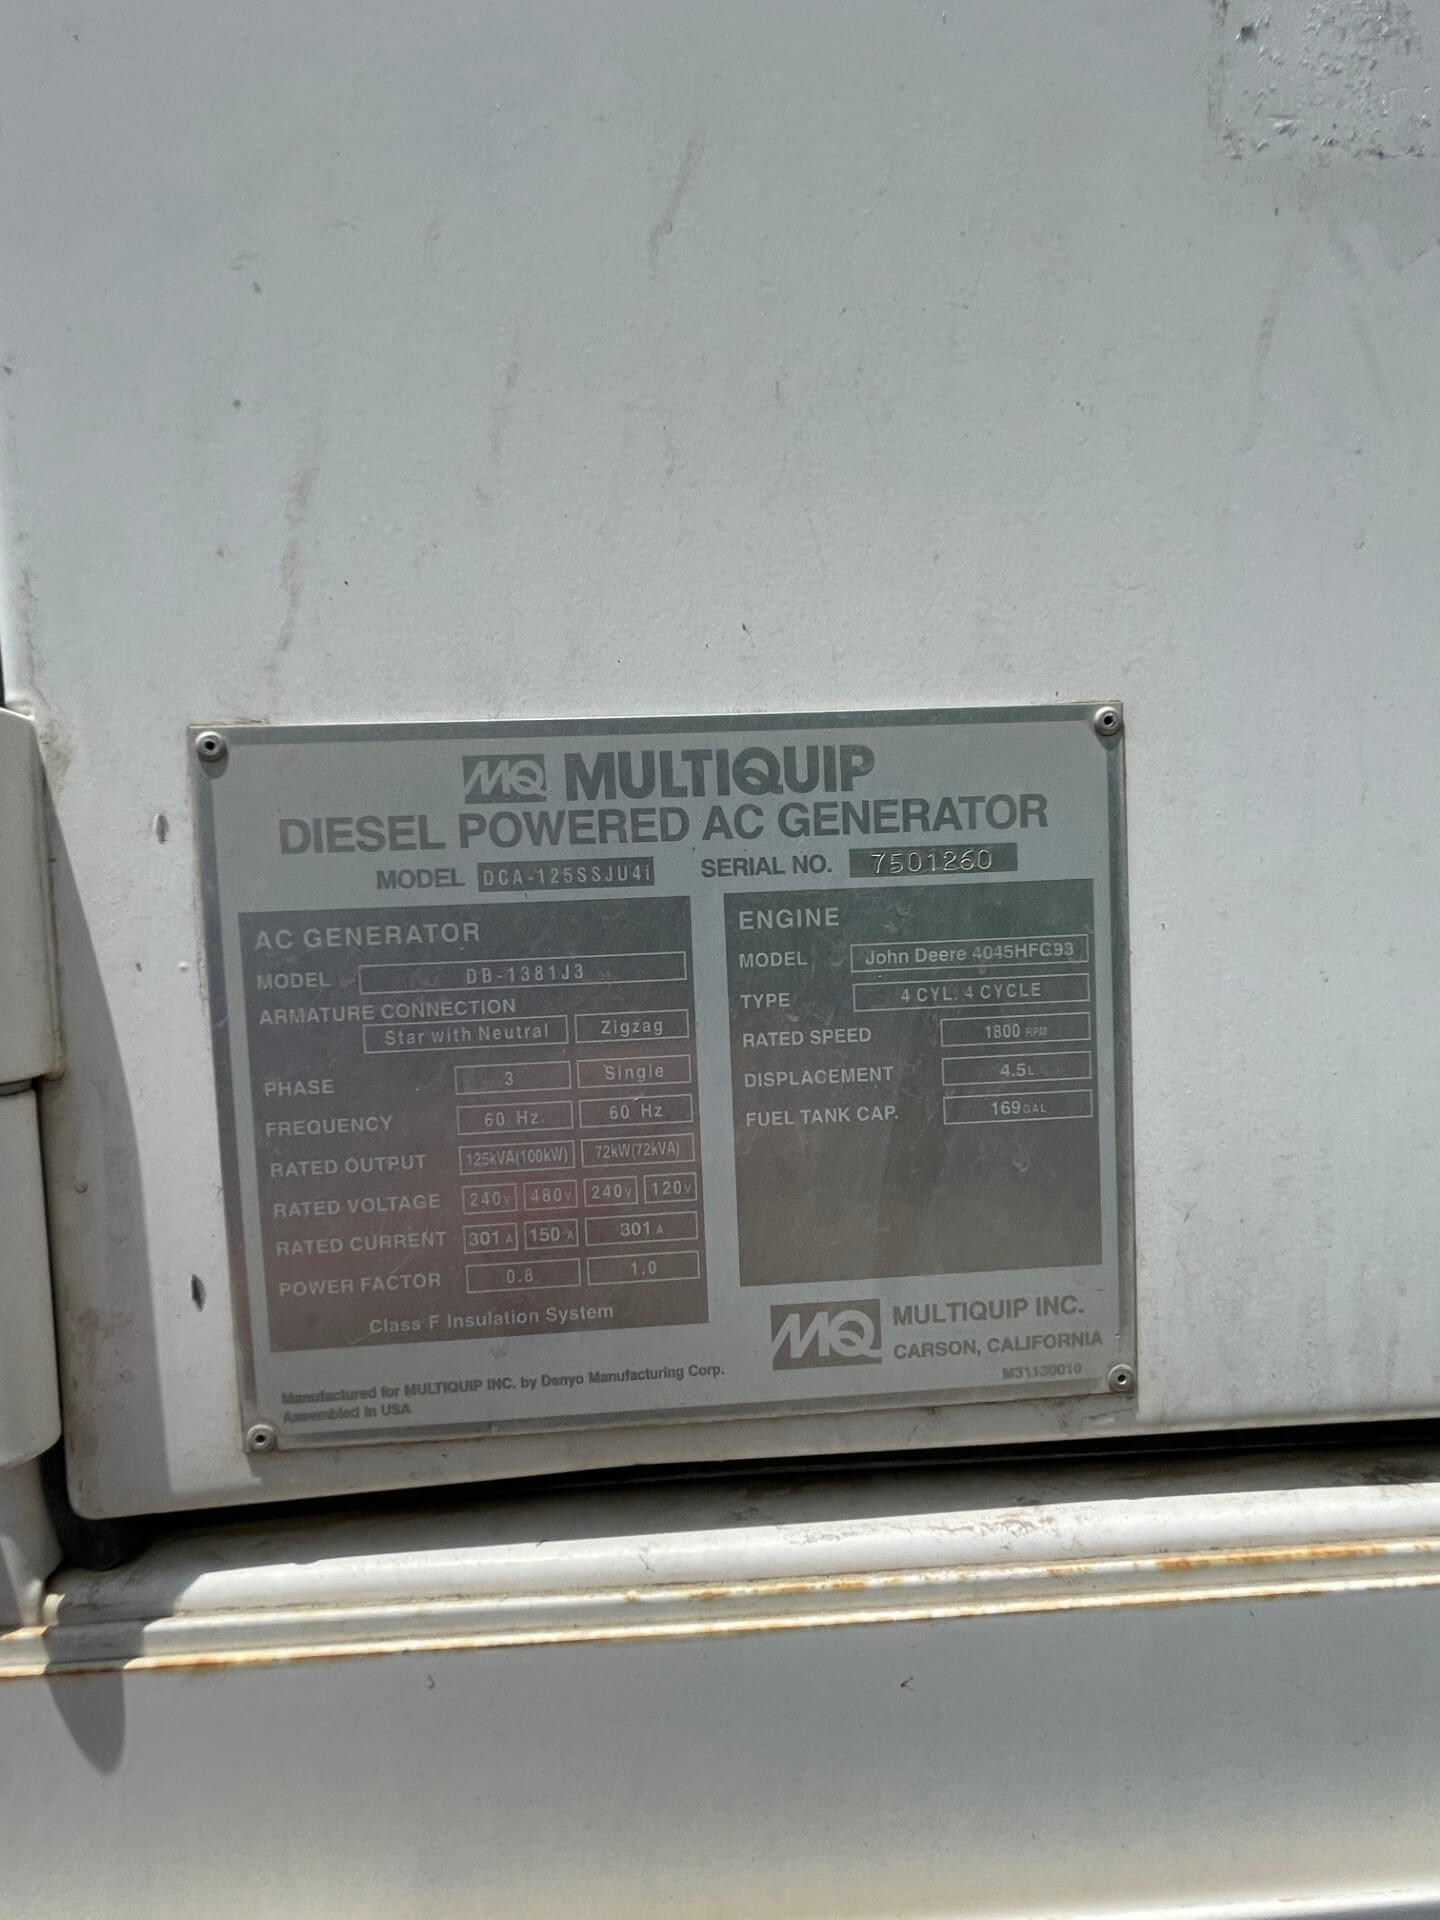 MQ MULTIQUIP
DIESEL POWERED AC GENERATOR
MODEL DCA-125SSJU4i SERIAL NO. 7501260
AC GENERATOR
MODEL DB-1381J3
ARMATURE CONNECTION
Star with Neutral Zigzag
PHASE 3 Single
FREQUENCY 60 Hz. 60 Hz
RATED OUTPUT 125kVA(100kW) 72kW(72kVA)
RATED VOLTAGE 240V 480V 240V 120V
RATED CURRENT 301 A 150 A 301 A
POWER FACTOR 0.8 1.0
Class F Insulation System
ENGINE
MODEL John Deere 4045HFG93
TYPE 4 CYL. 4 CYCLE
RATED SPEED 1800 RPM
DISPLACEMENT 4.5L
FUEL TANK CAP. 169GAL
MQ MULTIQUIP INC.
CARSON, CALIFORNIA
M31130010
Manufactured for MULTIQUIP INC. by Denyo Manufacturing Corp.
Assembled in USA